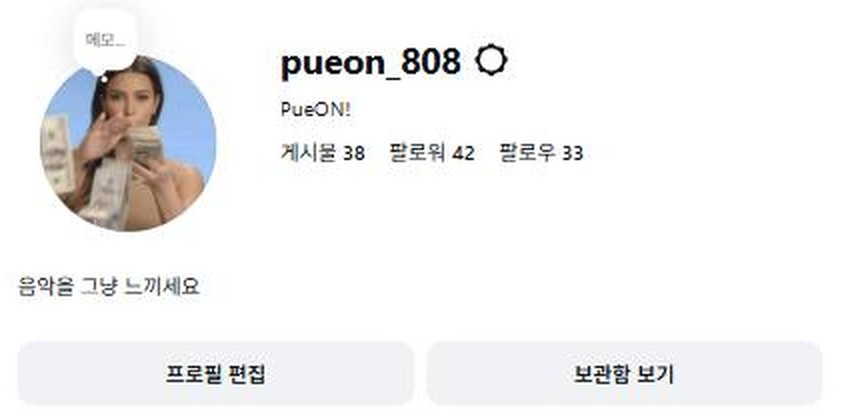 메모...
pueon_808
PueON!
게시물 38 팔로워 42 팔로우 33
음악을 그냥 느끼세요
프로필 편집
보관함 보기